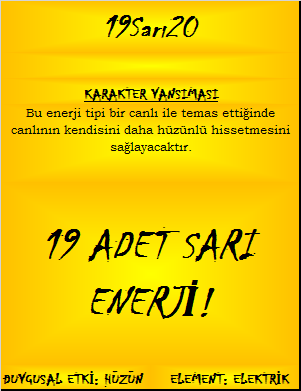 19Sarı20
KARAKTER YANSIMASI
Bu enerji tipi bir canlı ile temas ettiğinde
canlının kendisini daha hüzünlü hissetmesini
sağlayacaktır.
19 ADET SARI
ENERJİ!
DUYGUSAL ETKİ: HÜZÜN ELEMENT: ELEKTRİK